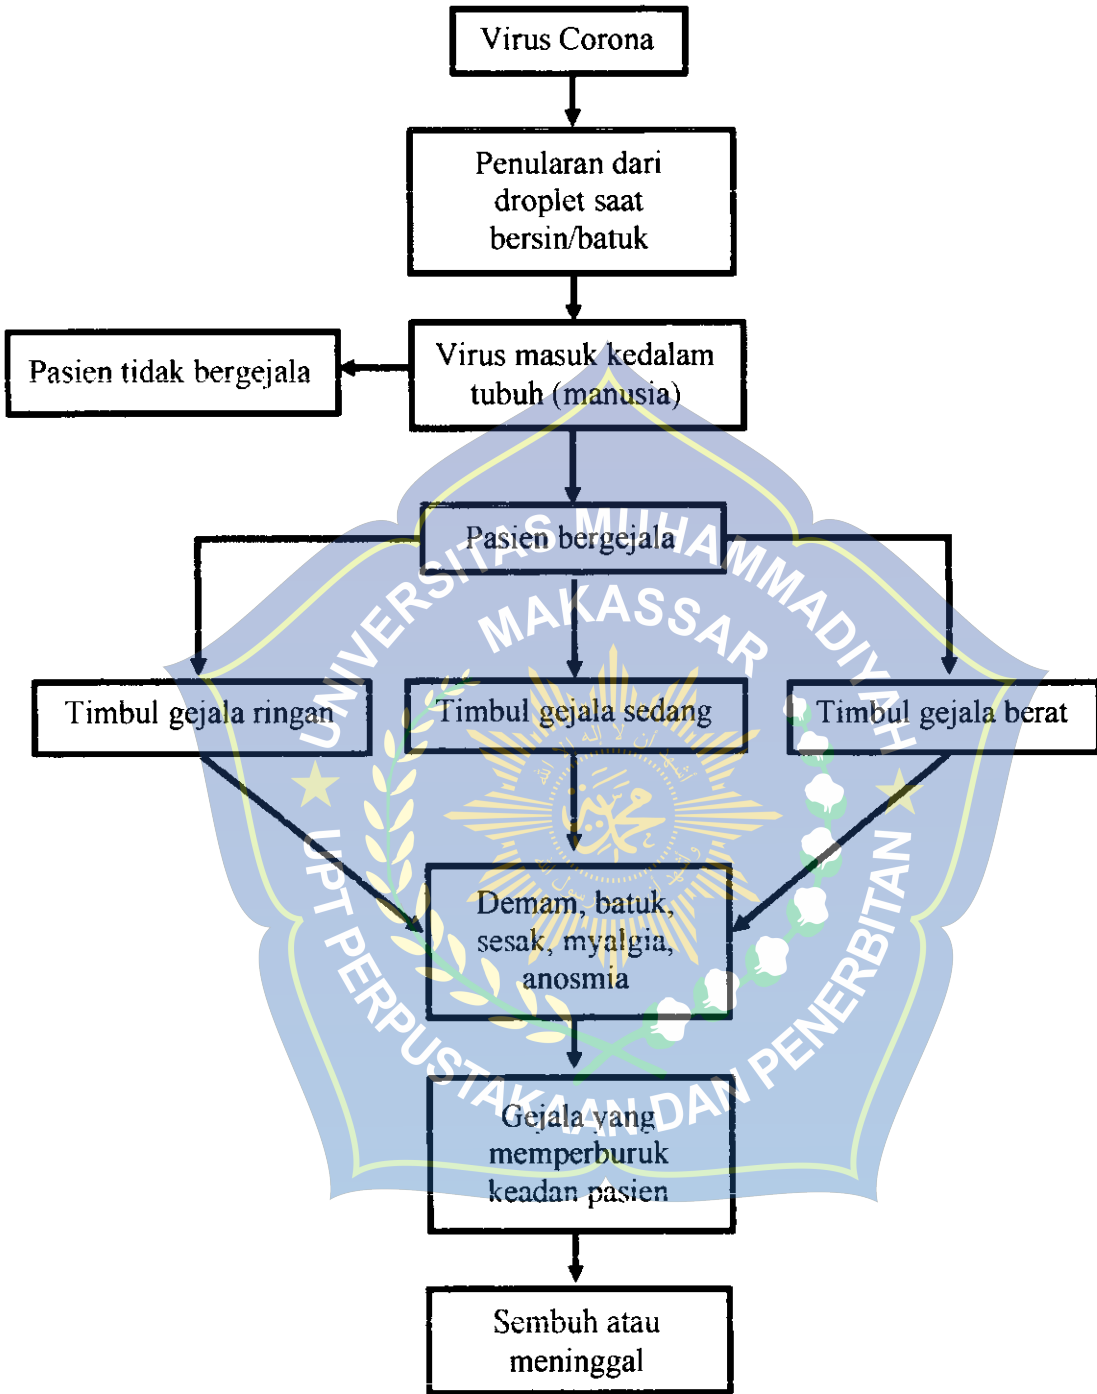 Virus Corona
Penularan dari
droplet saat
bersin/batuk
Pasien tidak bergejala
Virus masuk kedalam
tubuh (manusia)
Pasien bergejala
UNIVERSITAS MUHAMMADIYAH
MAKASSAR
Timbul gejala ringan
Timbul gejala sedang
Timbul gejala berat
محمد
Demam, batuk,
sesak, myalgia,
anosmia
UPT PERPUSTAKAAN DAN PENERBITAN
Gejala yang
memperburuk
keadan pasien
Sembuh atau
meninggal